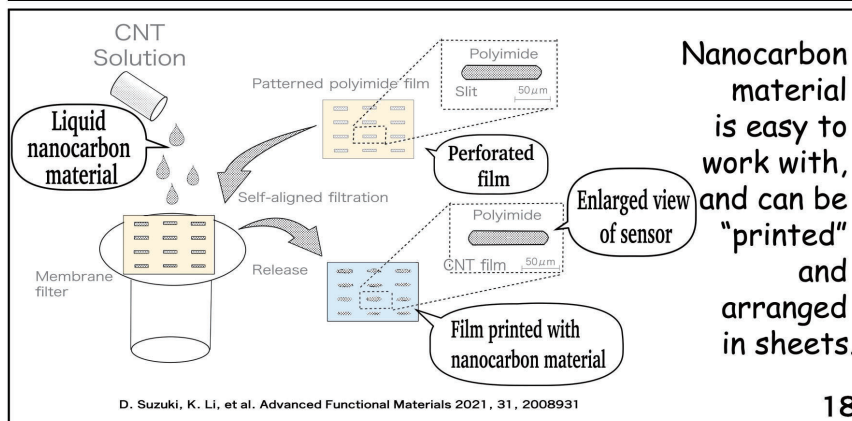 CNT
Solution
Liquid
nanocarbon
material
Patterned polyimide film
Polyimide
Slit
50μm
Perforated
film
Self-aligned filtration
Membrane
filter
Release
Polyimide
CNT film
50μm
Enlarged view
of sensor
Film printed with
nanocarbon material
Nanocarbon
material
is easy to
work with,
and can be
“printed”
and
arranged
in sheets.
D. Suzuki, K. Li, et al. Advanced Functional Materials 2021, 31, 2008931
18